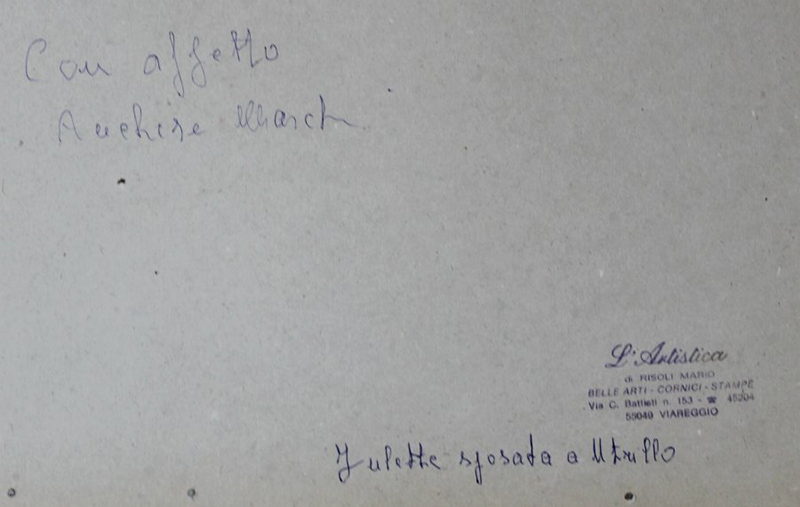 Con affetto
Anchise March
L'Artistica
di RISOLI MARIO
BELLE ARTI - CORNICI - STAMPE
Via C. Battisti n. 153 - ☎ 45204
55049 VIAREGGIO
Julette sposata a Utrillo